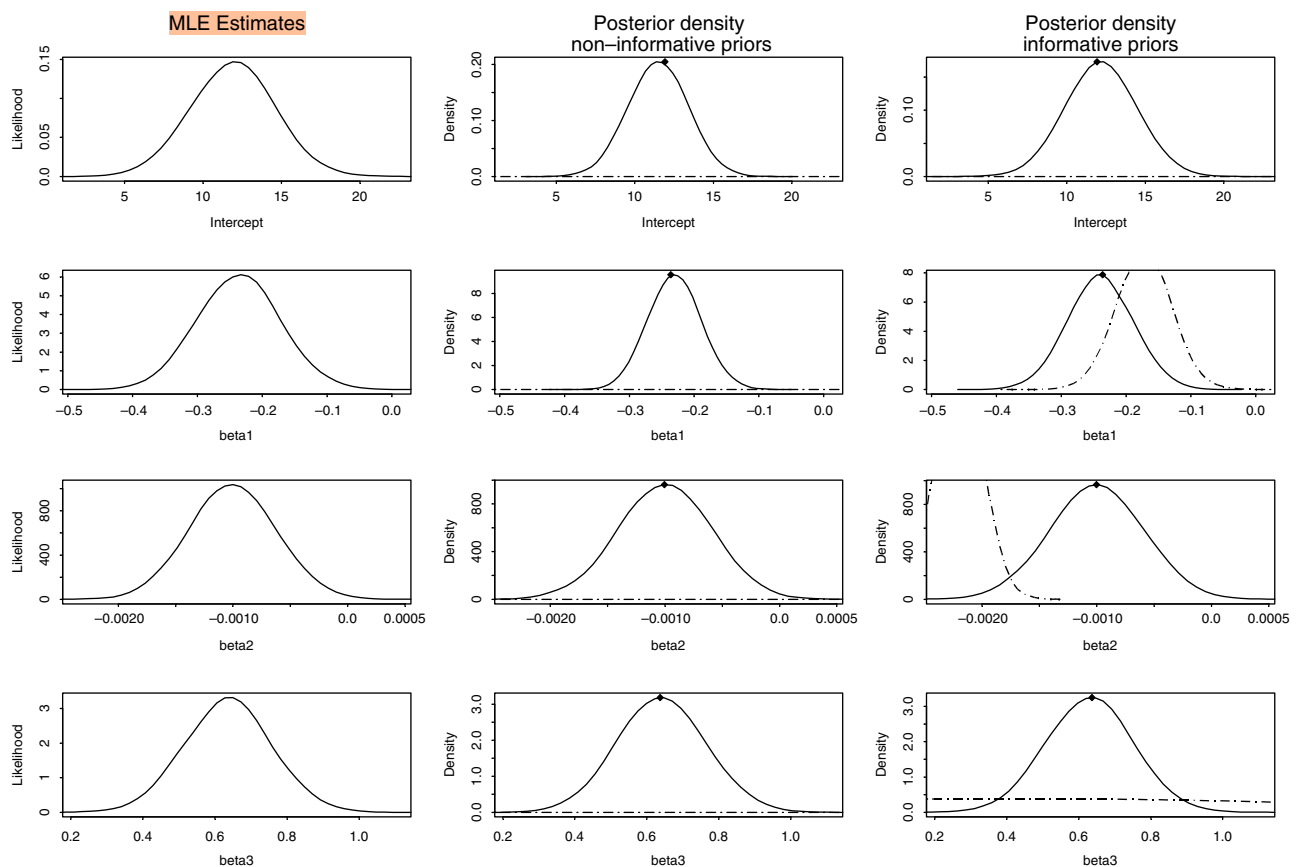 MLE Estimates
Posterior density
non–informative priors
Posterior density
informative priors
Likelihood
0.0 0.05 0.15
5 10 15 20
Intercept
Density
0.0 0.10 0.20
5 10 15 20
Intercept
Density
0.0 0.10
5 10 15 20
Intercept
Likelihood
0 1 2 3 4 5 6
−0.5 −0.4 −0.3 −0.2 −0.1 0.0
beta1
Density
0 2 4 6 8
−0.5 −0.4 −0.3 −0.2 −0.1 0.0
beta1
Density
0 2 4 6 8
−0.5 −0.4 −0.3 −0.2 −0.1 0.0
beta1
Likelihood
0 400 800
−0.0020 −0.0010 0.0 0.0005
beta2
Density
0 400 800
−0.0020 −0.0010 0.0 0.0005
beta2
Density
0 400 800
−0.0020 −0.0010 0.0 0.0005
beta2
Likelihood
0 1 2 3
0.2 0.4 0.6 0.8 1.0
beta3
Density
0.0 1.0 2.0 3.0
0.2 0.4 0.6 0.8 1.0
beta3
Density
0.0 1.0 2.0 3.0
0.2 0.4 0.6 0.8 1.0
beta3